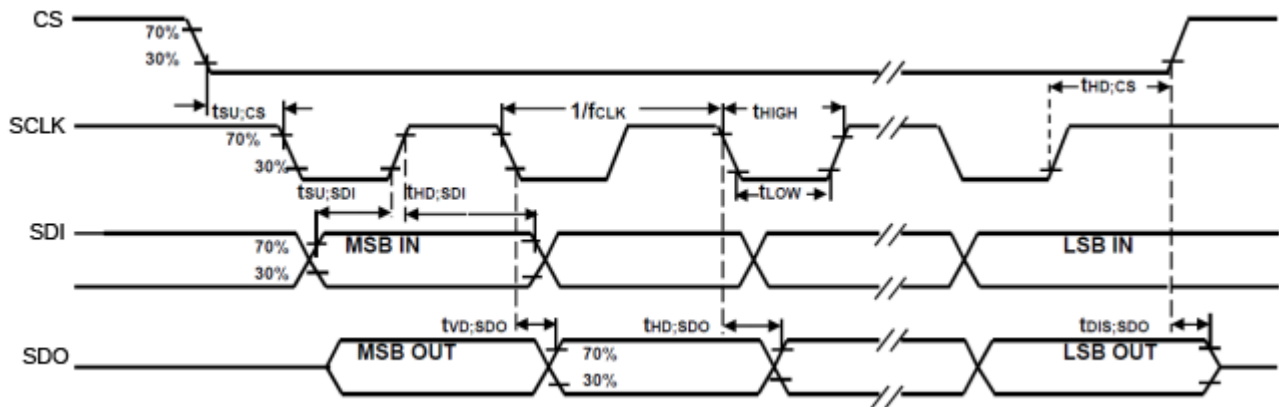 CS
70%
30%
tSU;CS
1/fCLK
tHIGH
tHD;CS
SCLK
70%
30%
tSU;SDI
tHD;SDI
tLOW
SDI
70%
30%
MSB IN
LSB IN
tVD;SDO
tHD;SDO
tDIS;SDO
SDO
MSB OUT
70%
30%
LSB OUT